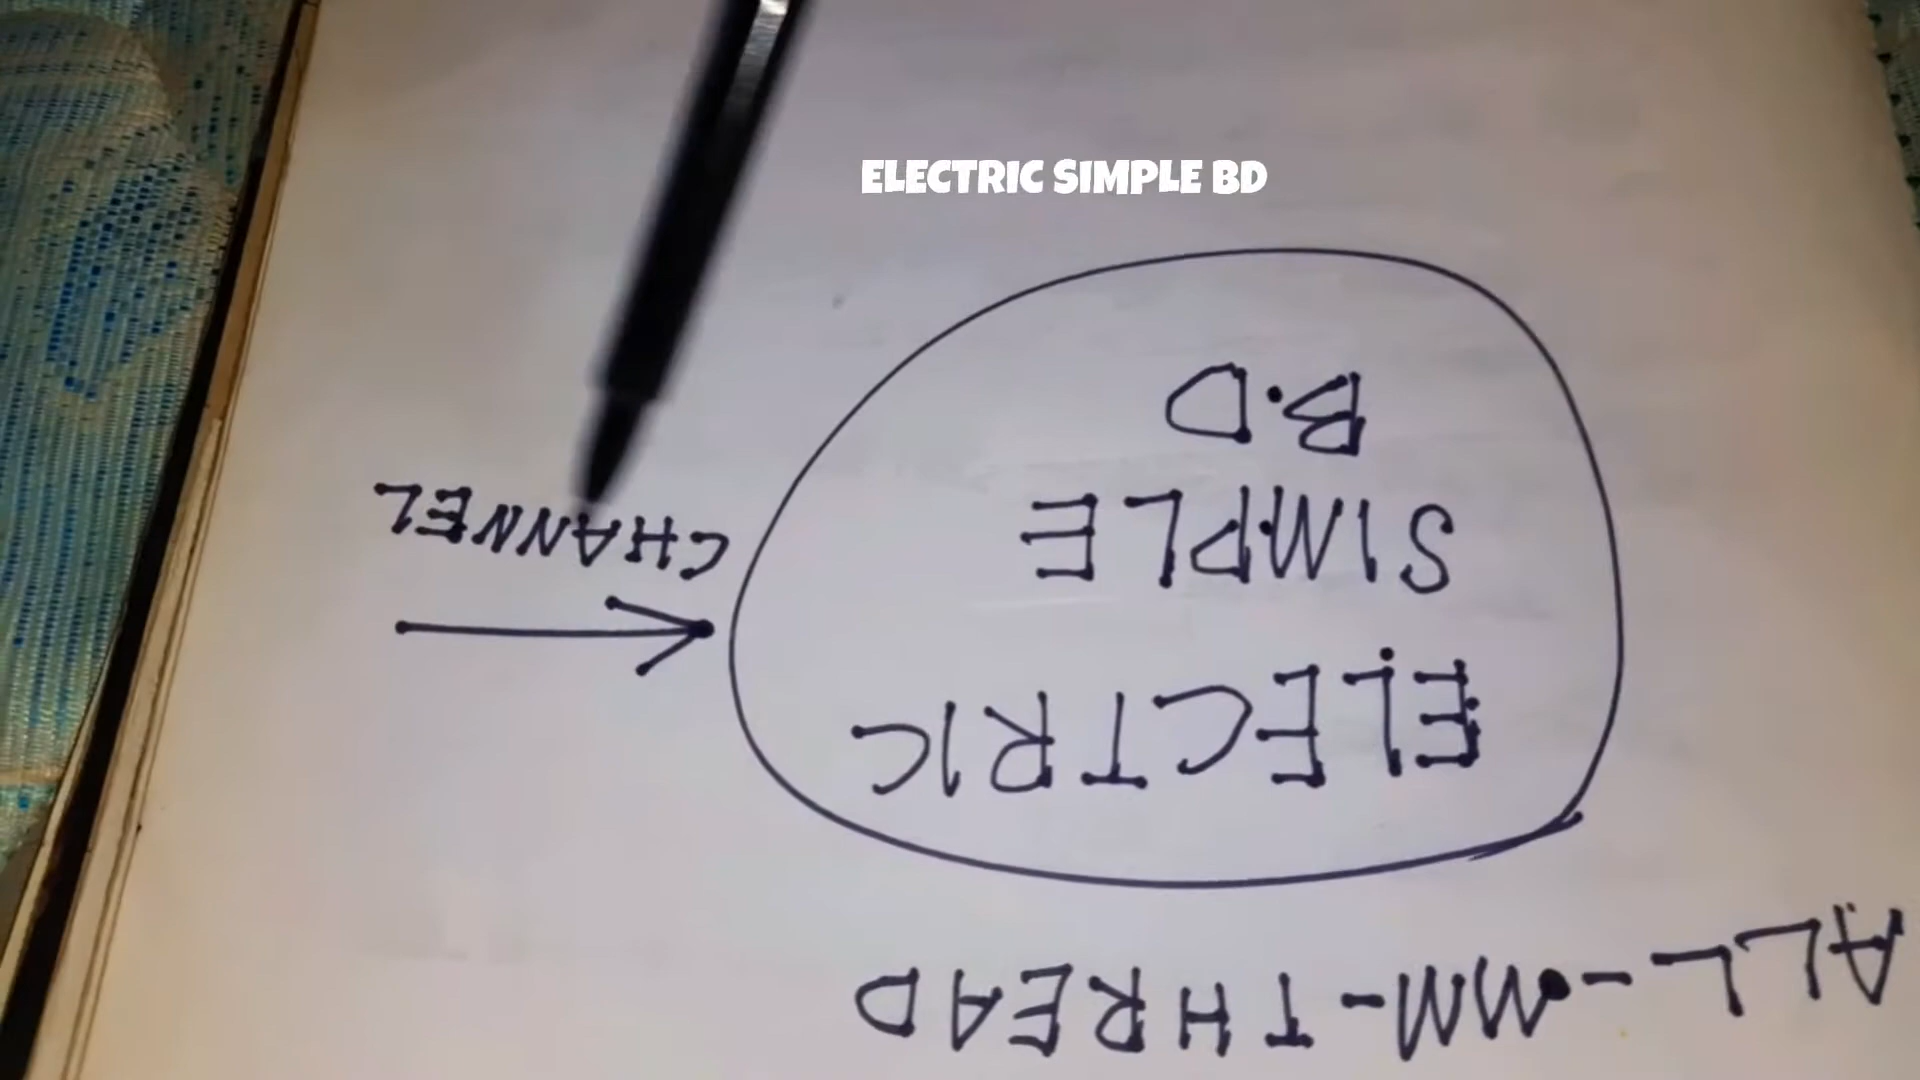 ELECTRIC SIMPLE BD
ALL-MM-THREAD
ELECTRIC
SIMPLE
B.D
CHANNEL